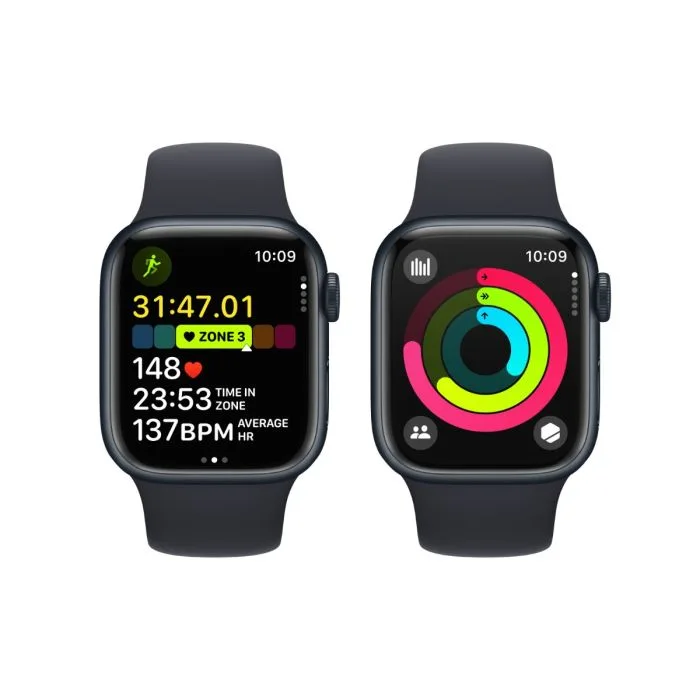 10:09
31:47.01
ZONE 3
148
23:53 TIME IN
ZONE
137BPM AVERAGE
HR
10:09